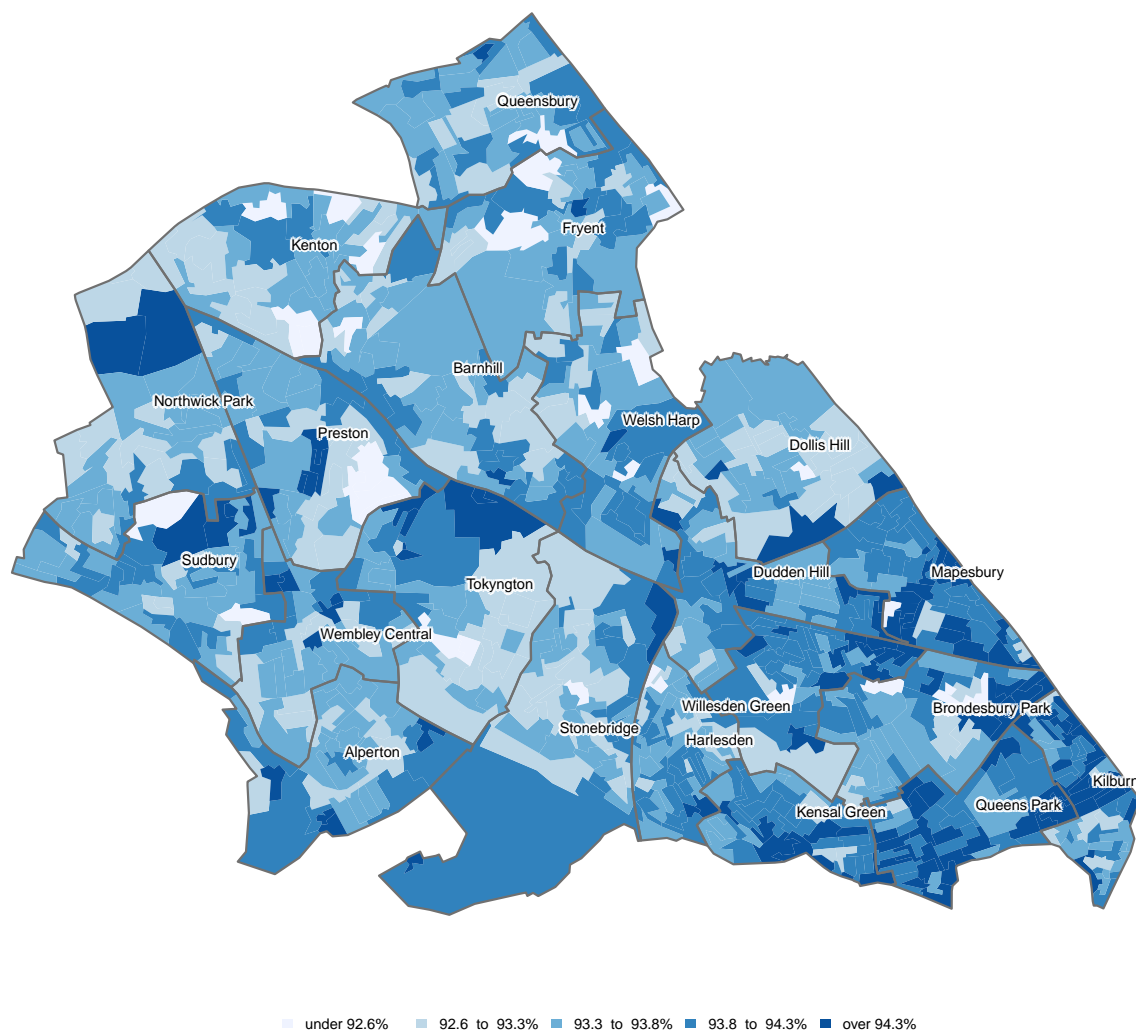 Queensbury
Fryent
Kenton
Barnhill
Northwick Park
Welsh Harp
Preston
Dollis Hill
Sudbury
Dudden Hill
Mapesbury
Tokyngton
Wembley Central
Willesden Green
Brondesbury Park
Stonebridge
Harlesden
Alperton
Kilburn
Queens Park
Kensal Green
under 92.6% 92.6 to 93.3% 93.3 to 93.8% 93.8 to 94.3% over 94.3%